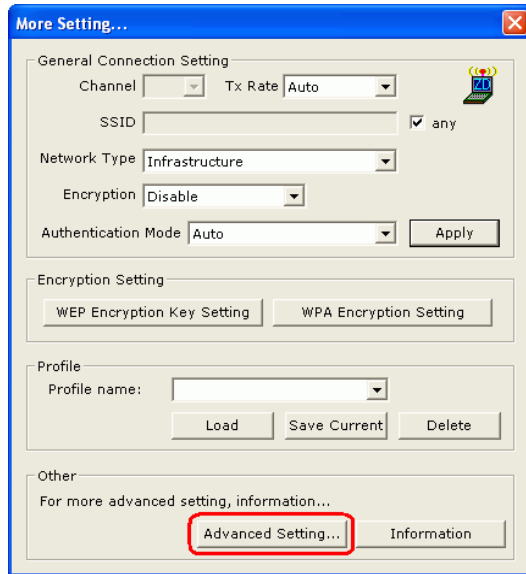 More Setting...
General Connection Setting
Channel Tx Rate Auto
ZD
SSID any
Network Type Infrastructure
Encryption Disable
Authentication Mode Auto Apply
Encryption Setting
WEP Encryption Key Setting WPA Encryption Setting
Profile
Profile name:
Load Save Current Delete
Other
For more advanced setting, information...
Advanced Setting... Information